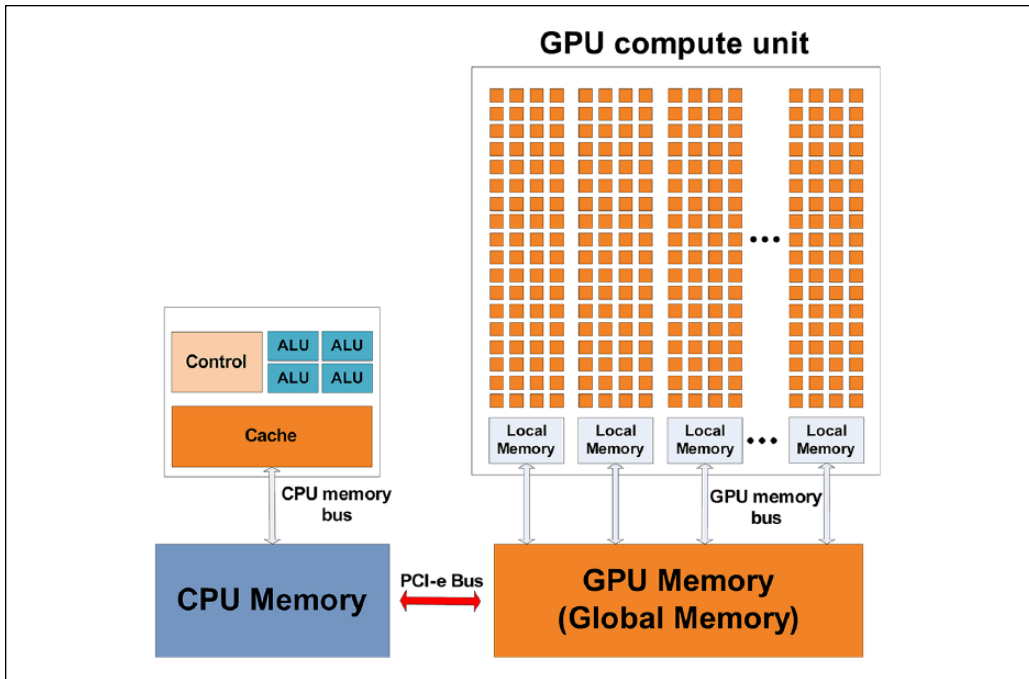 GPU compute unit
Control
ALU
ALU
ALU
ALU
Cache
Local
Memory
Local
Memory
Local
Memory
Local
Memory
CPU memory
bus
GPU memory
bus
CPU Memory
PCI-e Bus
GPU Memory
(Global Memory)